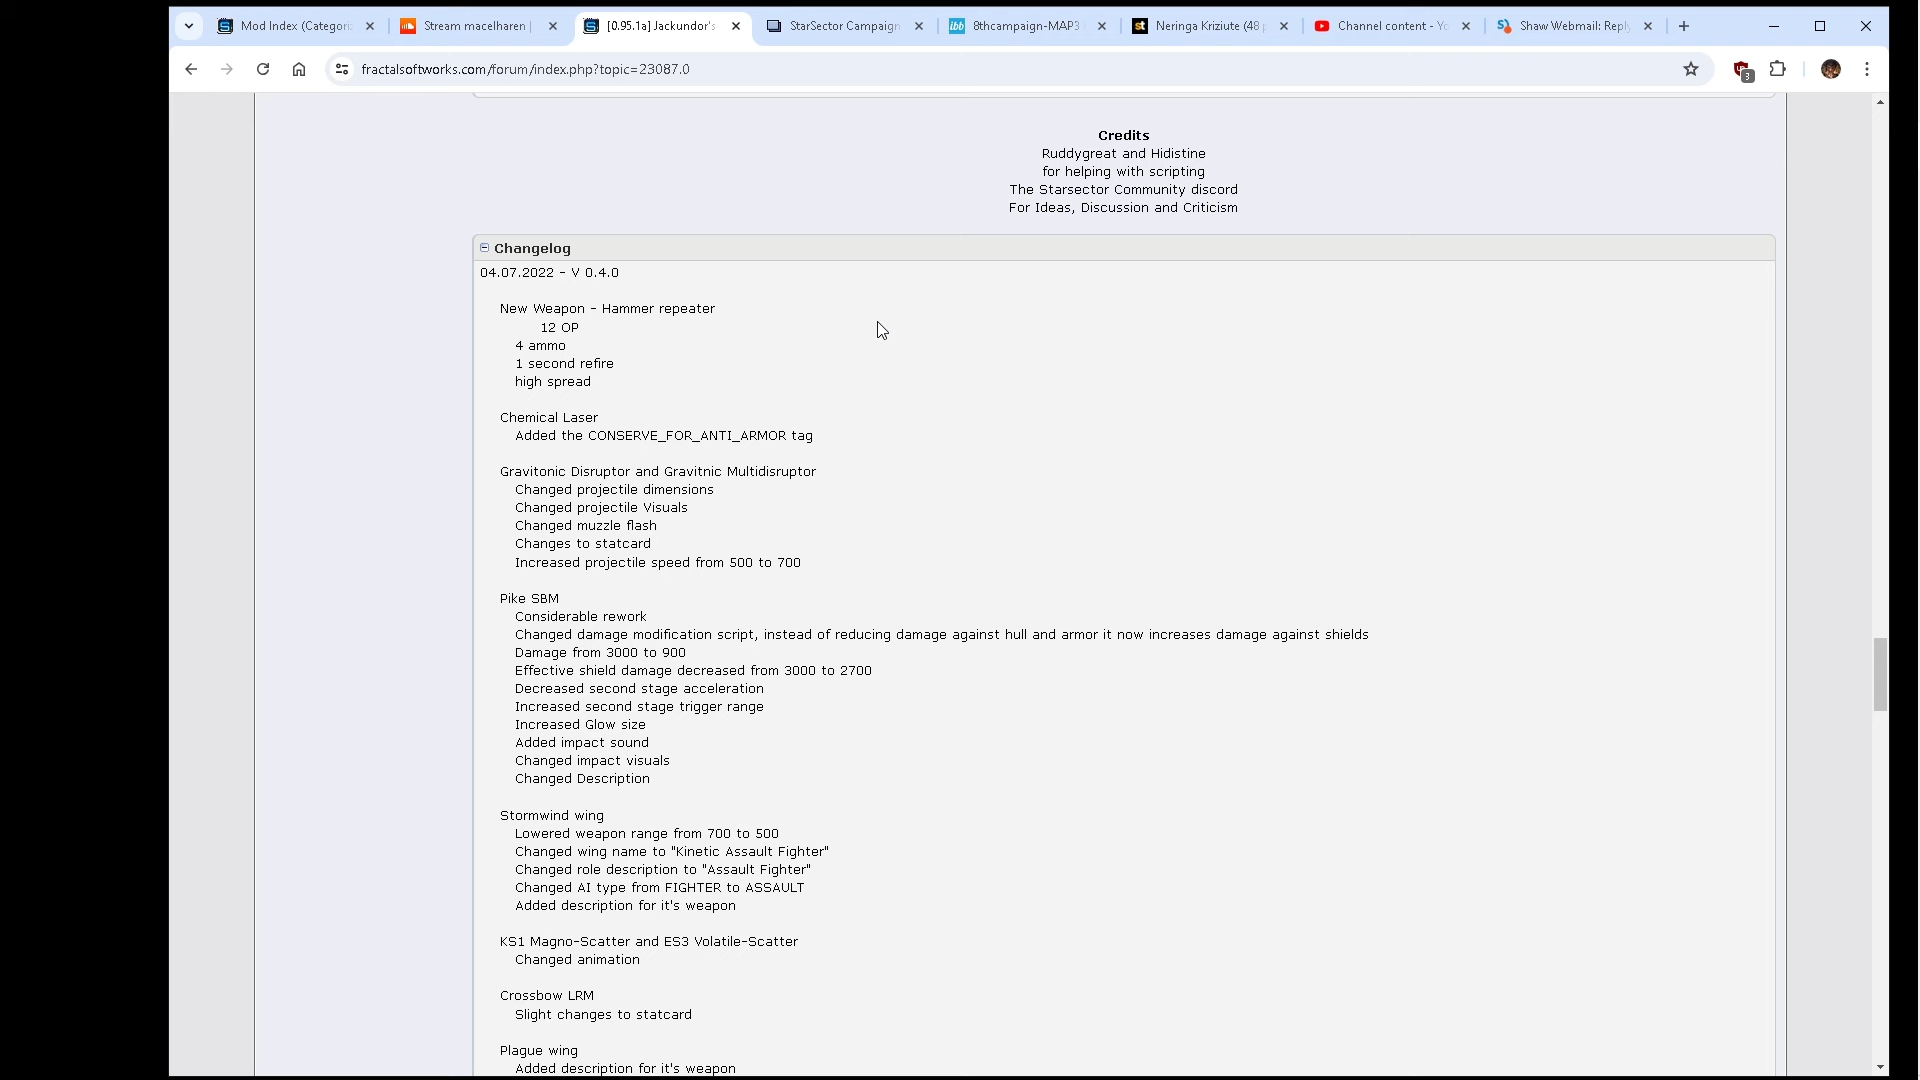 Mod Index (Categori
Stream macelharen |
[0.95.1a] Jackundor's
StarSector Campaign
ibb
8thcampaign-MAP3
st
Neringa Kriziute (48 p
Channel content - Yo
Shaw Webmail: Reply
fractalsoftworks.com/forum/index.php?topic=23087.0
3
Credits
Ruddygreat and Hidistine
for helping with scripting
The Starsector Community discord
For Ideas, Discussion and Criticism
Changelog
04.07.2022 - V 0.4.0
New Weapon - Hammer repeater
12 OP
4 ammo
1 second refire
high spread
Chemical Laser
Added the CONSERVE_FOR_ANTI_ARMOR tag
Gravitonic Disruptor and Gravitnic Multidisruptor
Changed projectile dimensions
Changed projectile Visuals
Changed muzzle flash
Changes to statcard
Increased projectile speed from 500 to 700
Pike SBM
Considerable rework
Changed damage modification script, instead of reducing damage against hull and armor it now increases damage against shields
Damage from 3000 to 900
Effective shield damage decreased from 3000 to 2700
Decreased second stage acceleration
Increased second stage trigger range
Increased Glow size
Added impact sound
Changed impact visuals
Changed Description
Stormwind wing
Lowered weapon range from 700 to 500
Changed wing name to "Kinetic Assault Fighter"
Changed role description to "Assault Fighter"
Changed AI type from FIGHTER to ASSAULT
Added description for it's weapon
KS1 Magno-Scatter and ES3 Volatile-Scatter
Changed animation
Crossbow LRM
Slight changes to statcard
Plague wing
Added description for it's weapon